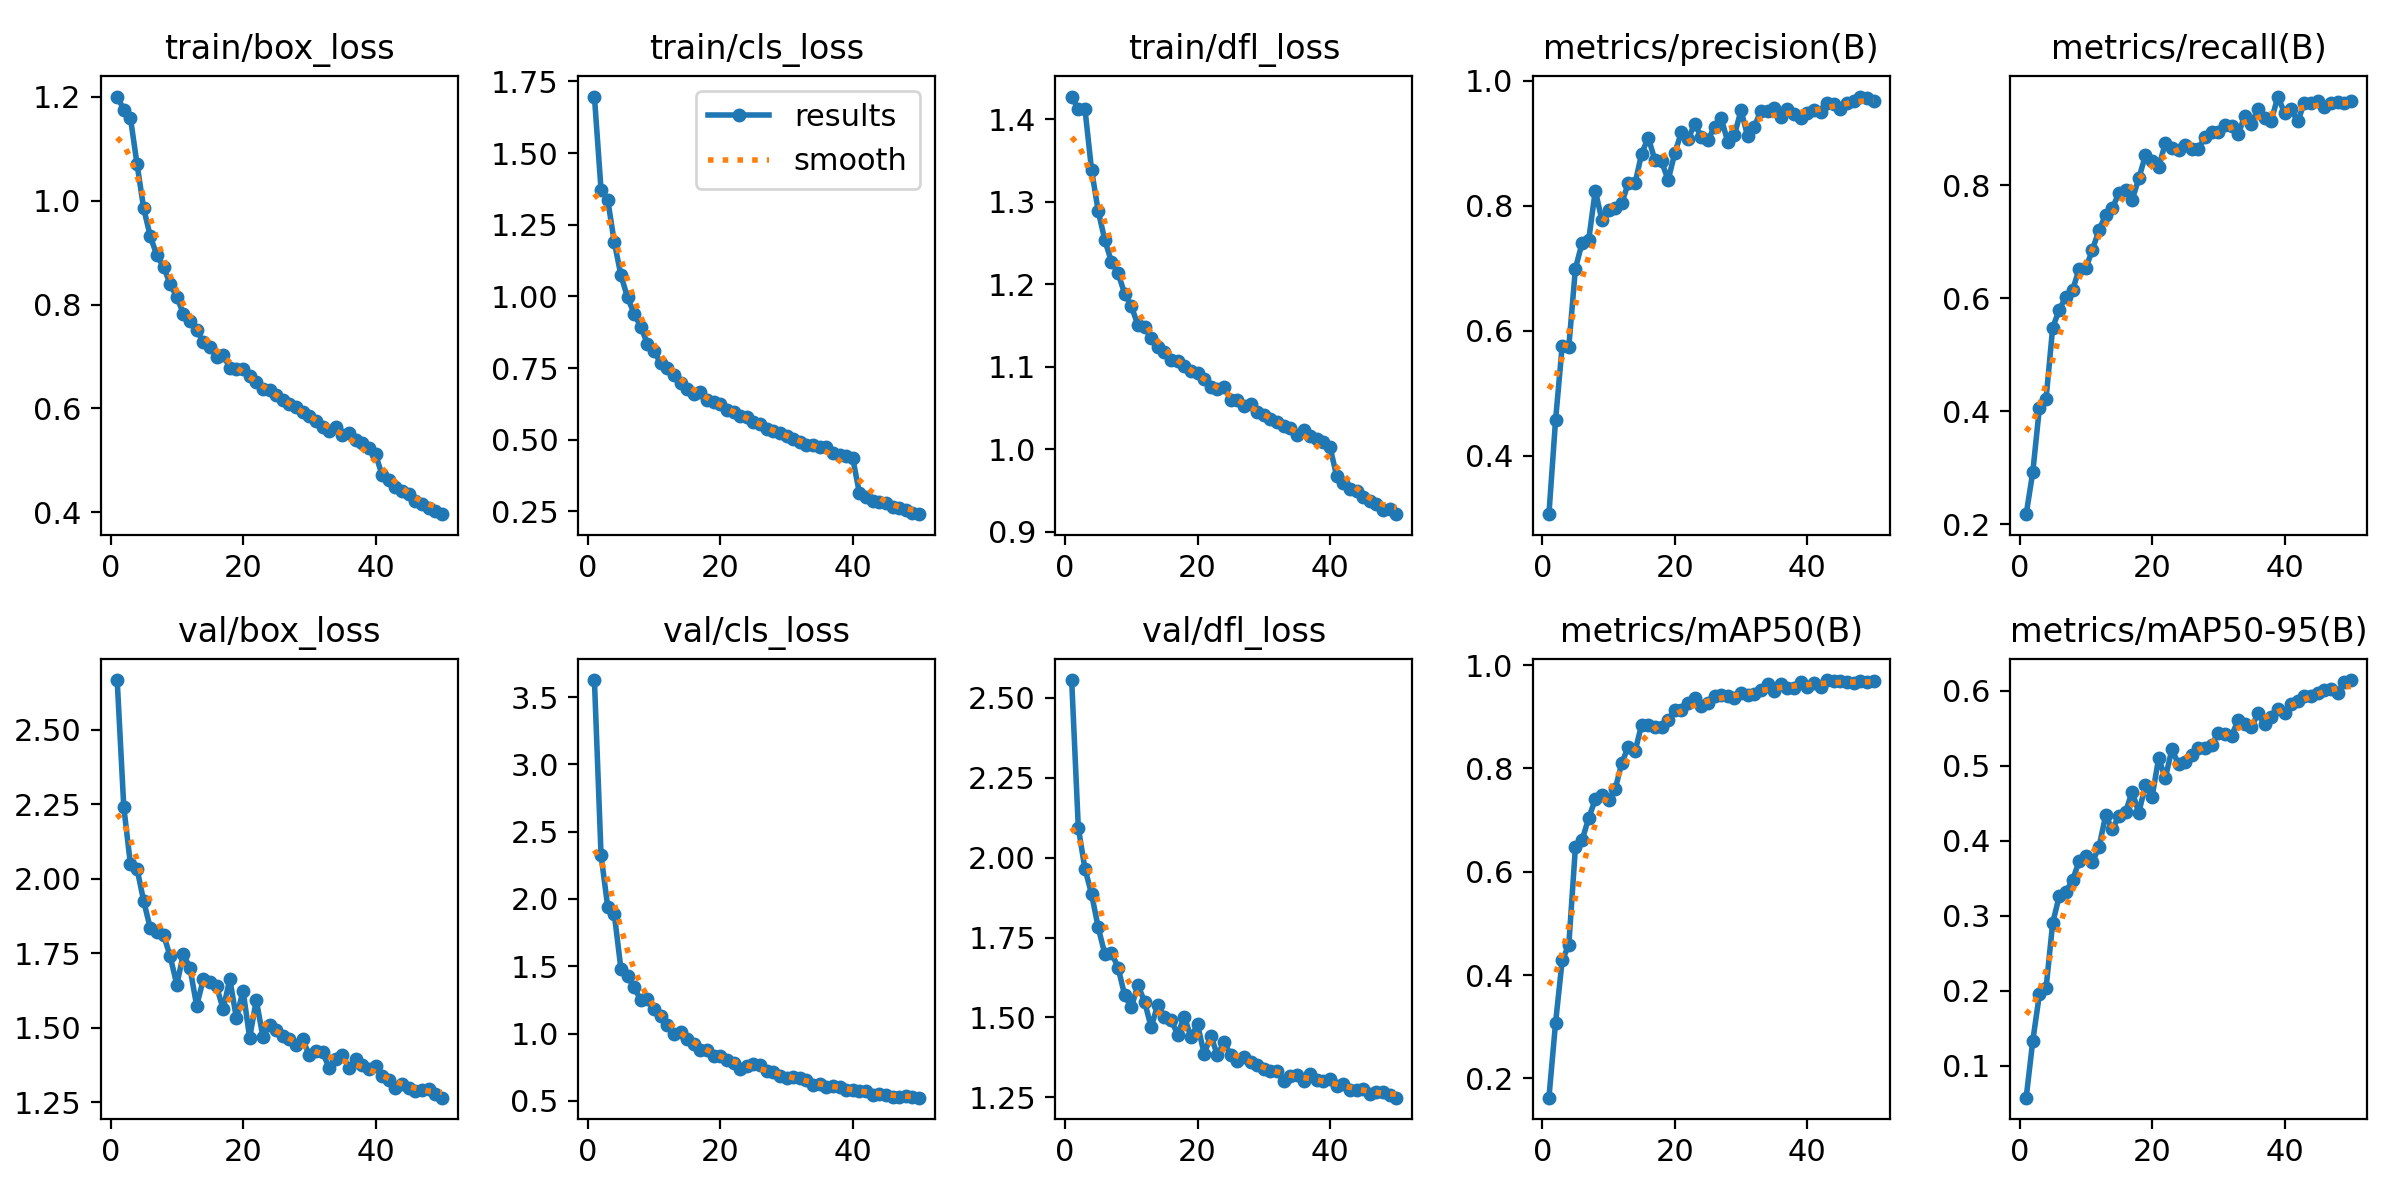 train/box_loss
train/cls_loss
train/dfl_loss
metrics/precision(B)
metrics/recall(B)
1.2
1.0
0.8
0.6
0.4
0 20 40
1.75
1.50
1.25
1.00
0.75
0.50
0.25
0 20 40
results
smooth
1.4
1.3
1.2
1.1
1.0
0.9
0 20 40
1.0
0.8
0.6
0.4
0 20 40
0.8
0.6
0.4
0.2
0 20 40
val/box_loss
val/cls_loss
val/dfl_loss
metrics/mAP50(B)
metrics/mAP50-95(B)
2.50
2.25
2.00
1.75
1.50
1.25
0 20 40
3.5
3.0
2.5
2.0
1.5
1.0
0.5
0 20 40
2.50
2.25
2.00
1.75
1.50
1.25
0 20 40
1.0
0.8
0.6
0.4
0.2
0 20 40
0.6
0.5
0.4
0.3
0.2
0.1
0 20 40